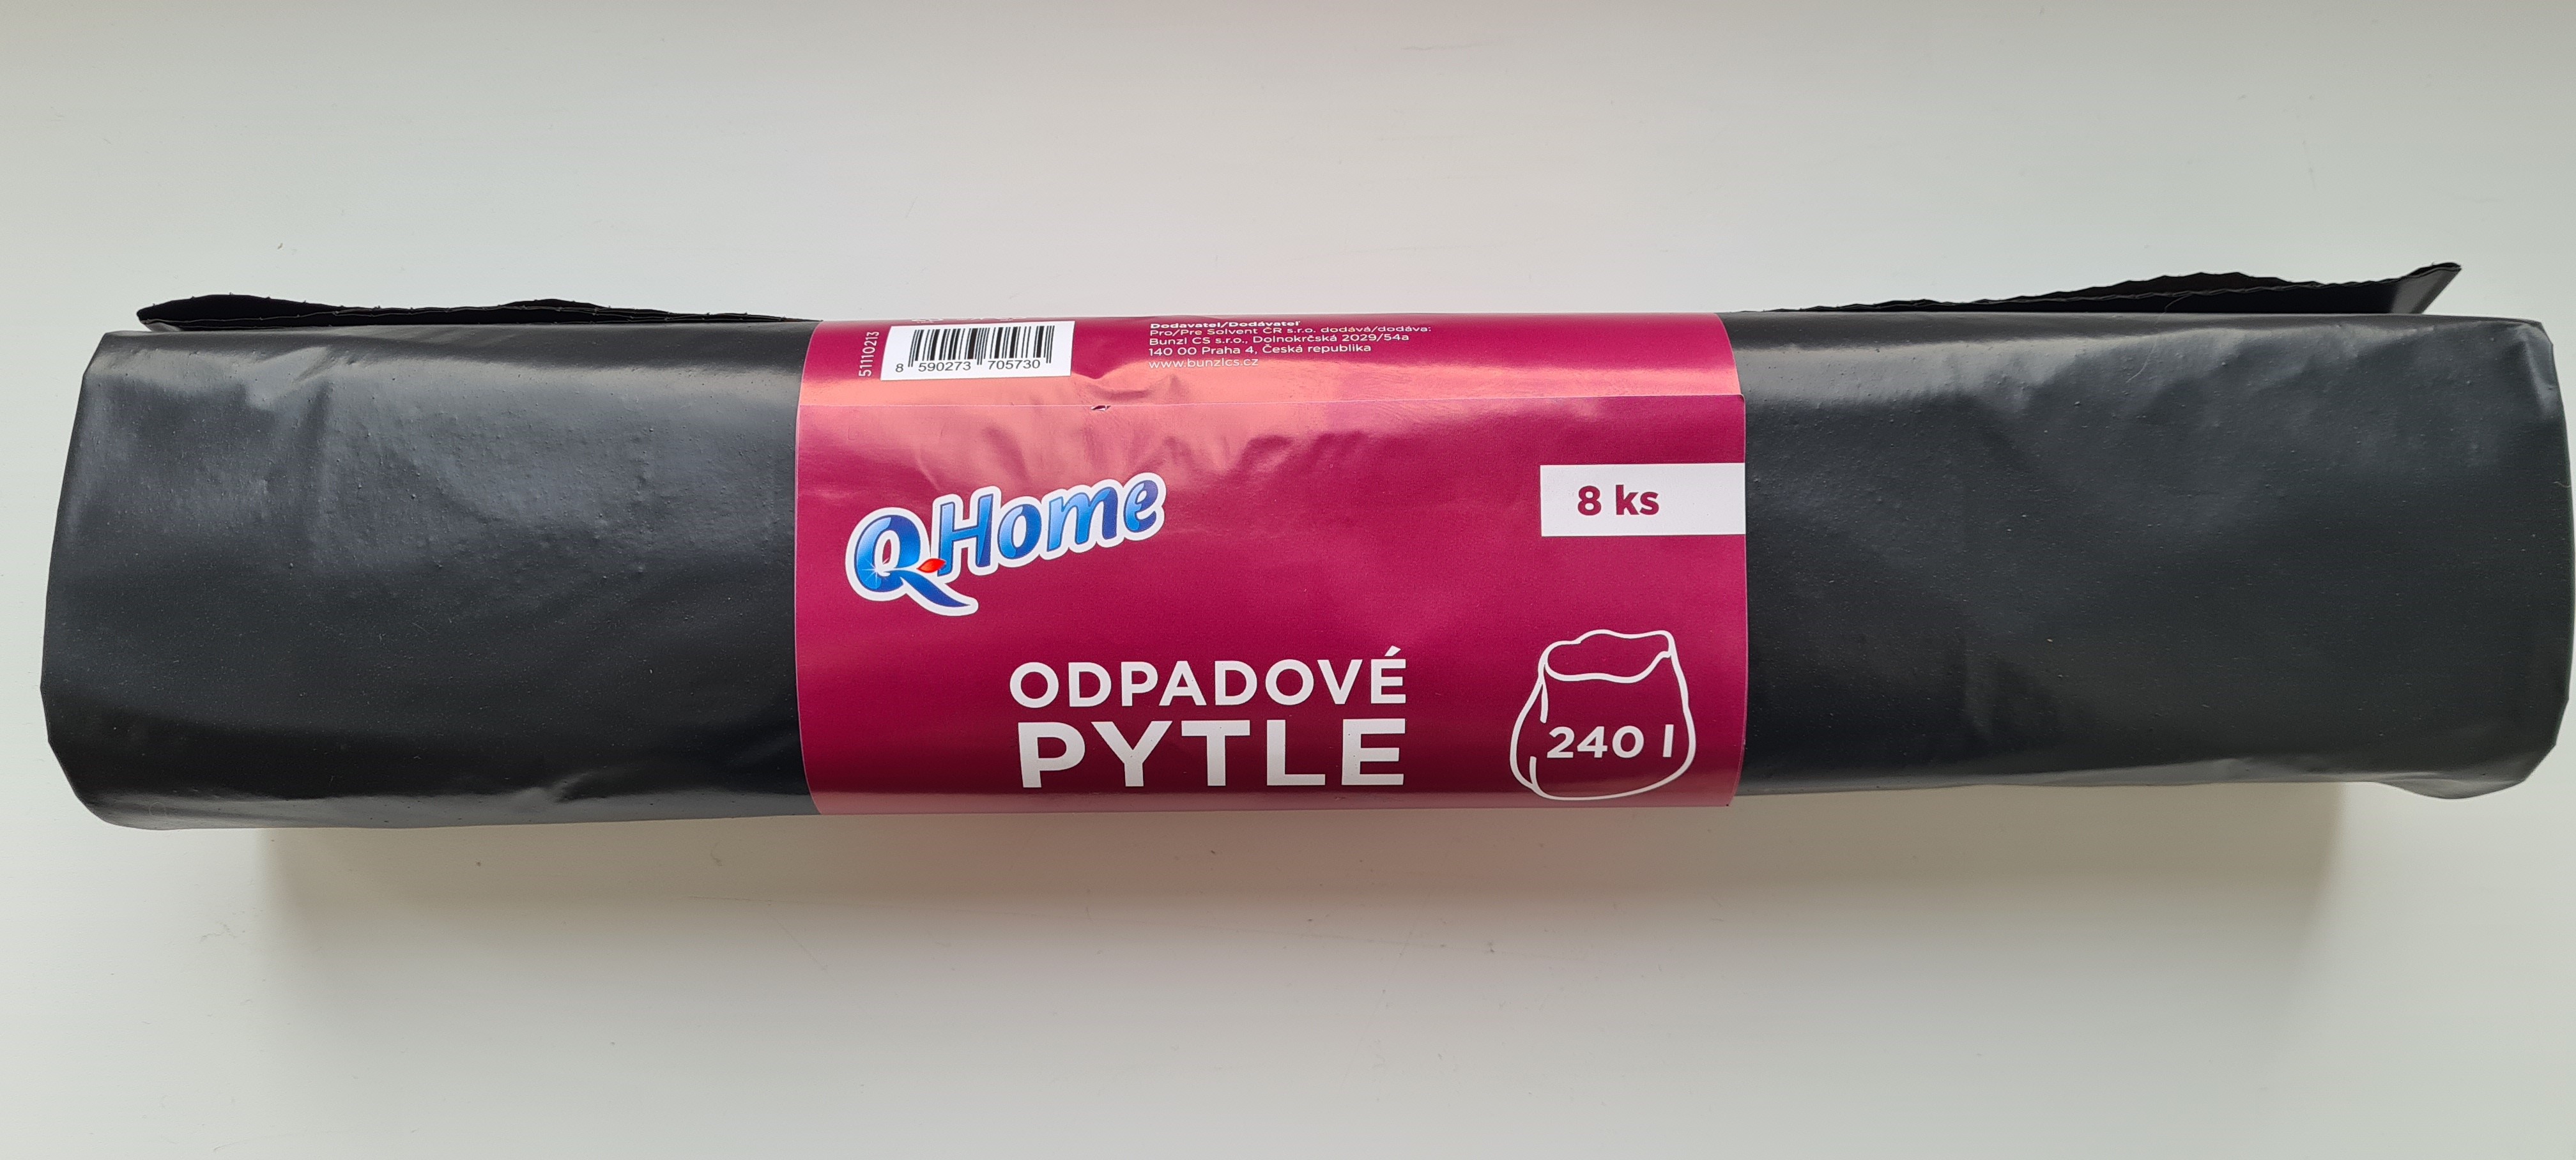 51110213
8 590273 705730
Dodavatel/Dodávateľ
Pro/Pre Solvent ČR s.r.o. dodává/dodáva:
Bunzl CS s.r.o., Dolnokrčská 2029/54a
140 00 Praha 4, Česká republika
www.bunzlcs.cz
Q-Home
8 ks
ODPADOVÉ
PYTLE
240 l